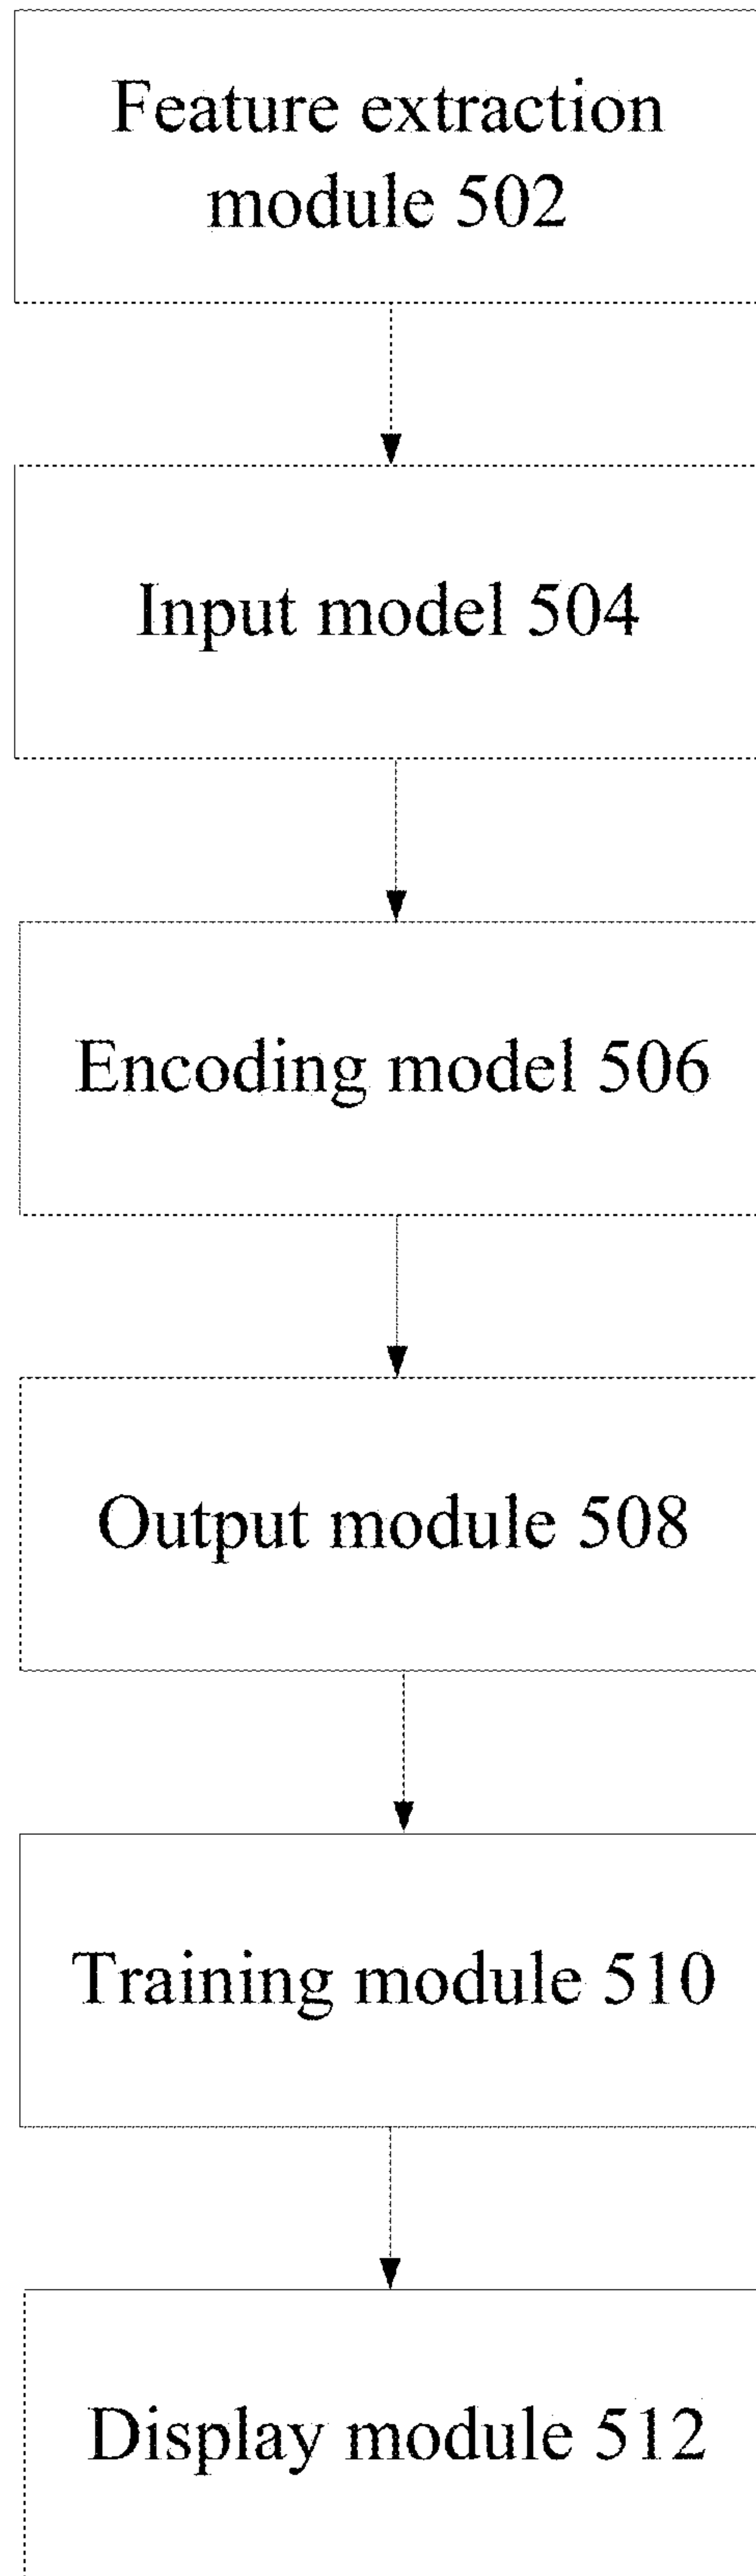 Feature extraction
module 502
Input model 504
Encoding model 506
Output module 508
Training module 510
Display module 512